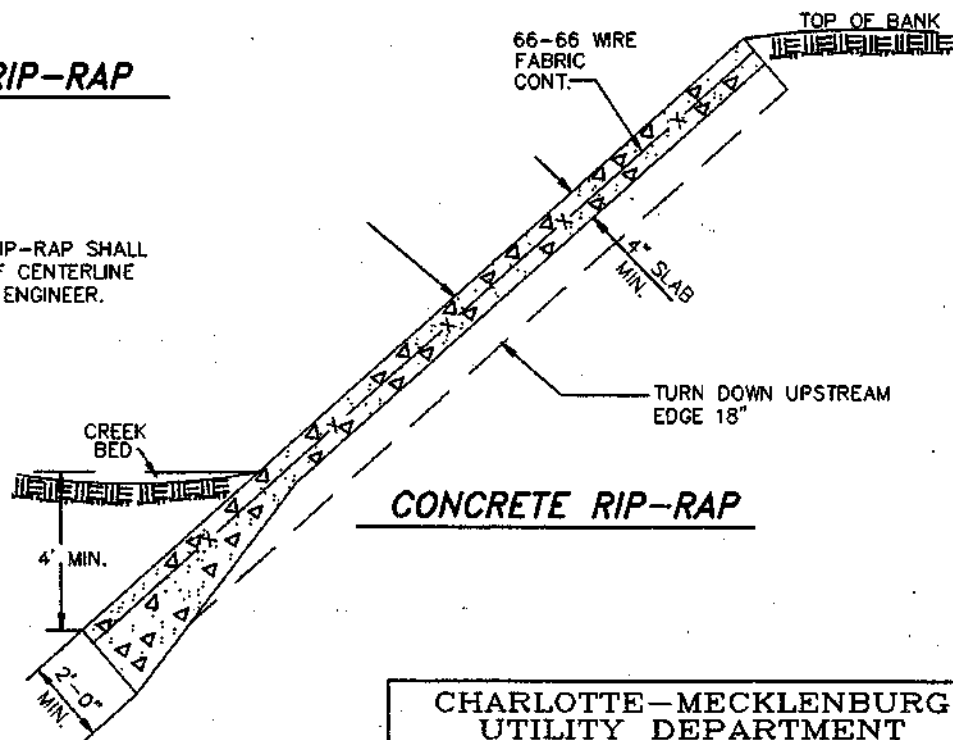 RIP-RAP
TOP OF BANK
66-66 WIRE
FABRIC
CONT.
IP-RAP SHALL
CENTERLINE
ENGINEER.
4" SLAB
MIN.
TURN DOWN UPSTREAM
EDGE 18"
CREEK
BED
CONCRETE RIP-RAP
4' MIN.
2'-0"
MIN.
CHARLOTTE-MECKLENBURG
UTILITY DEPARTMENT